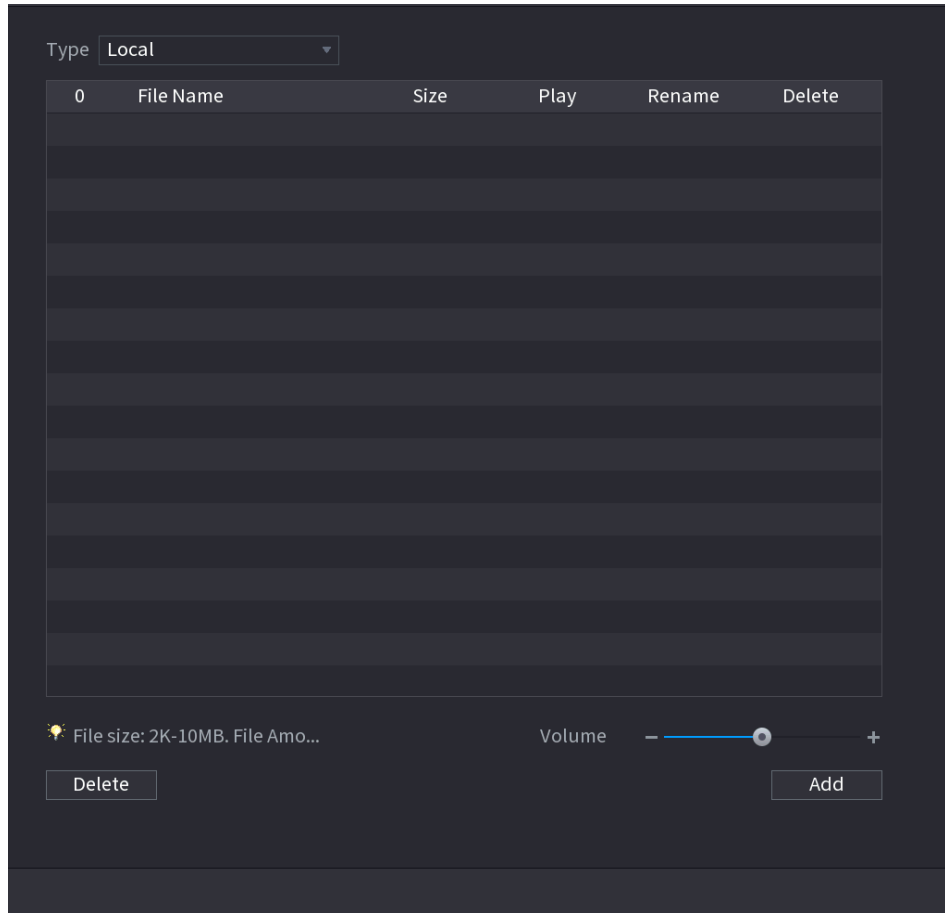 Type Local
0 File Name Size Play Rename Delete
File size: 2K-10MB. File Amo... Volume
Delete Add